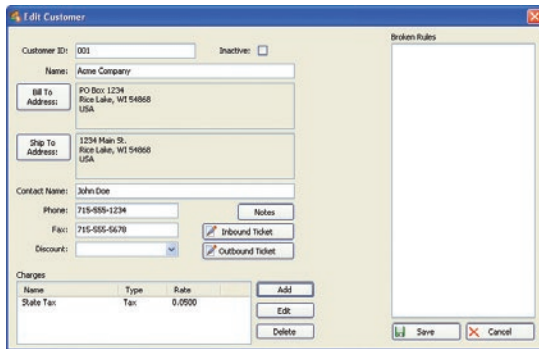 Edit Customer
Broken Rules
Customer ID: 001 Inactive:
Name: Acme Company
Bill To
Address:
PO Box 1234
Rice Lake, WI 54868
USA
Ship To
Address:
1234 Main St.
Rice Lake, WI 54868
USA
Contact Name: John Doe
Phone: 715-555-1234 Notes
Fax: 715-555-5678 Inbound Ticket
Discount: Outbound Ticket
Charges
Name Type Rate Add
State Tax Tax 0.0500
Edit
Delete Save Cancel